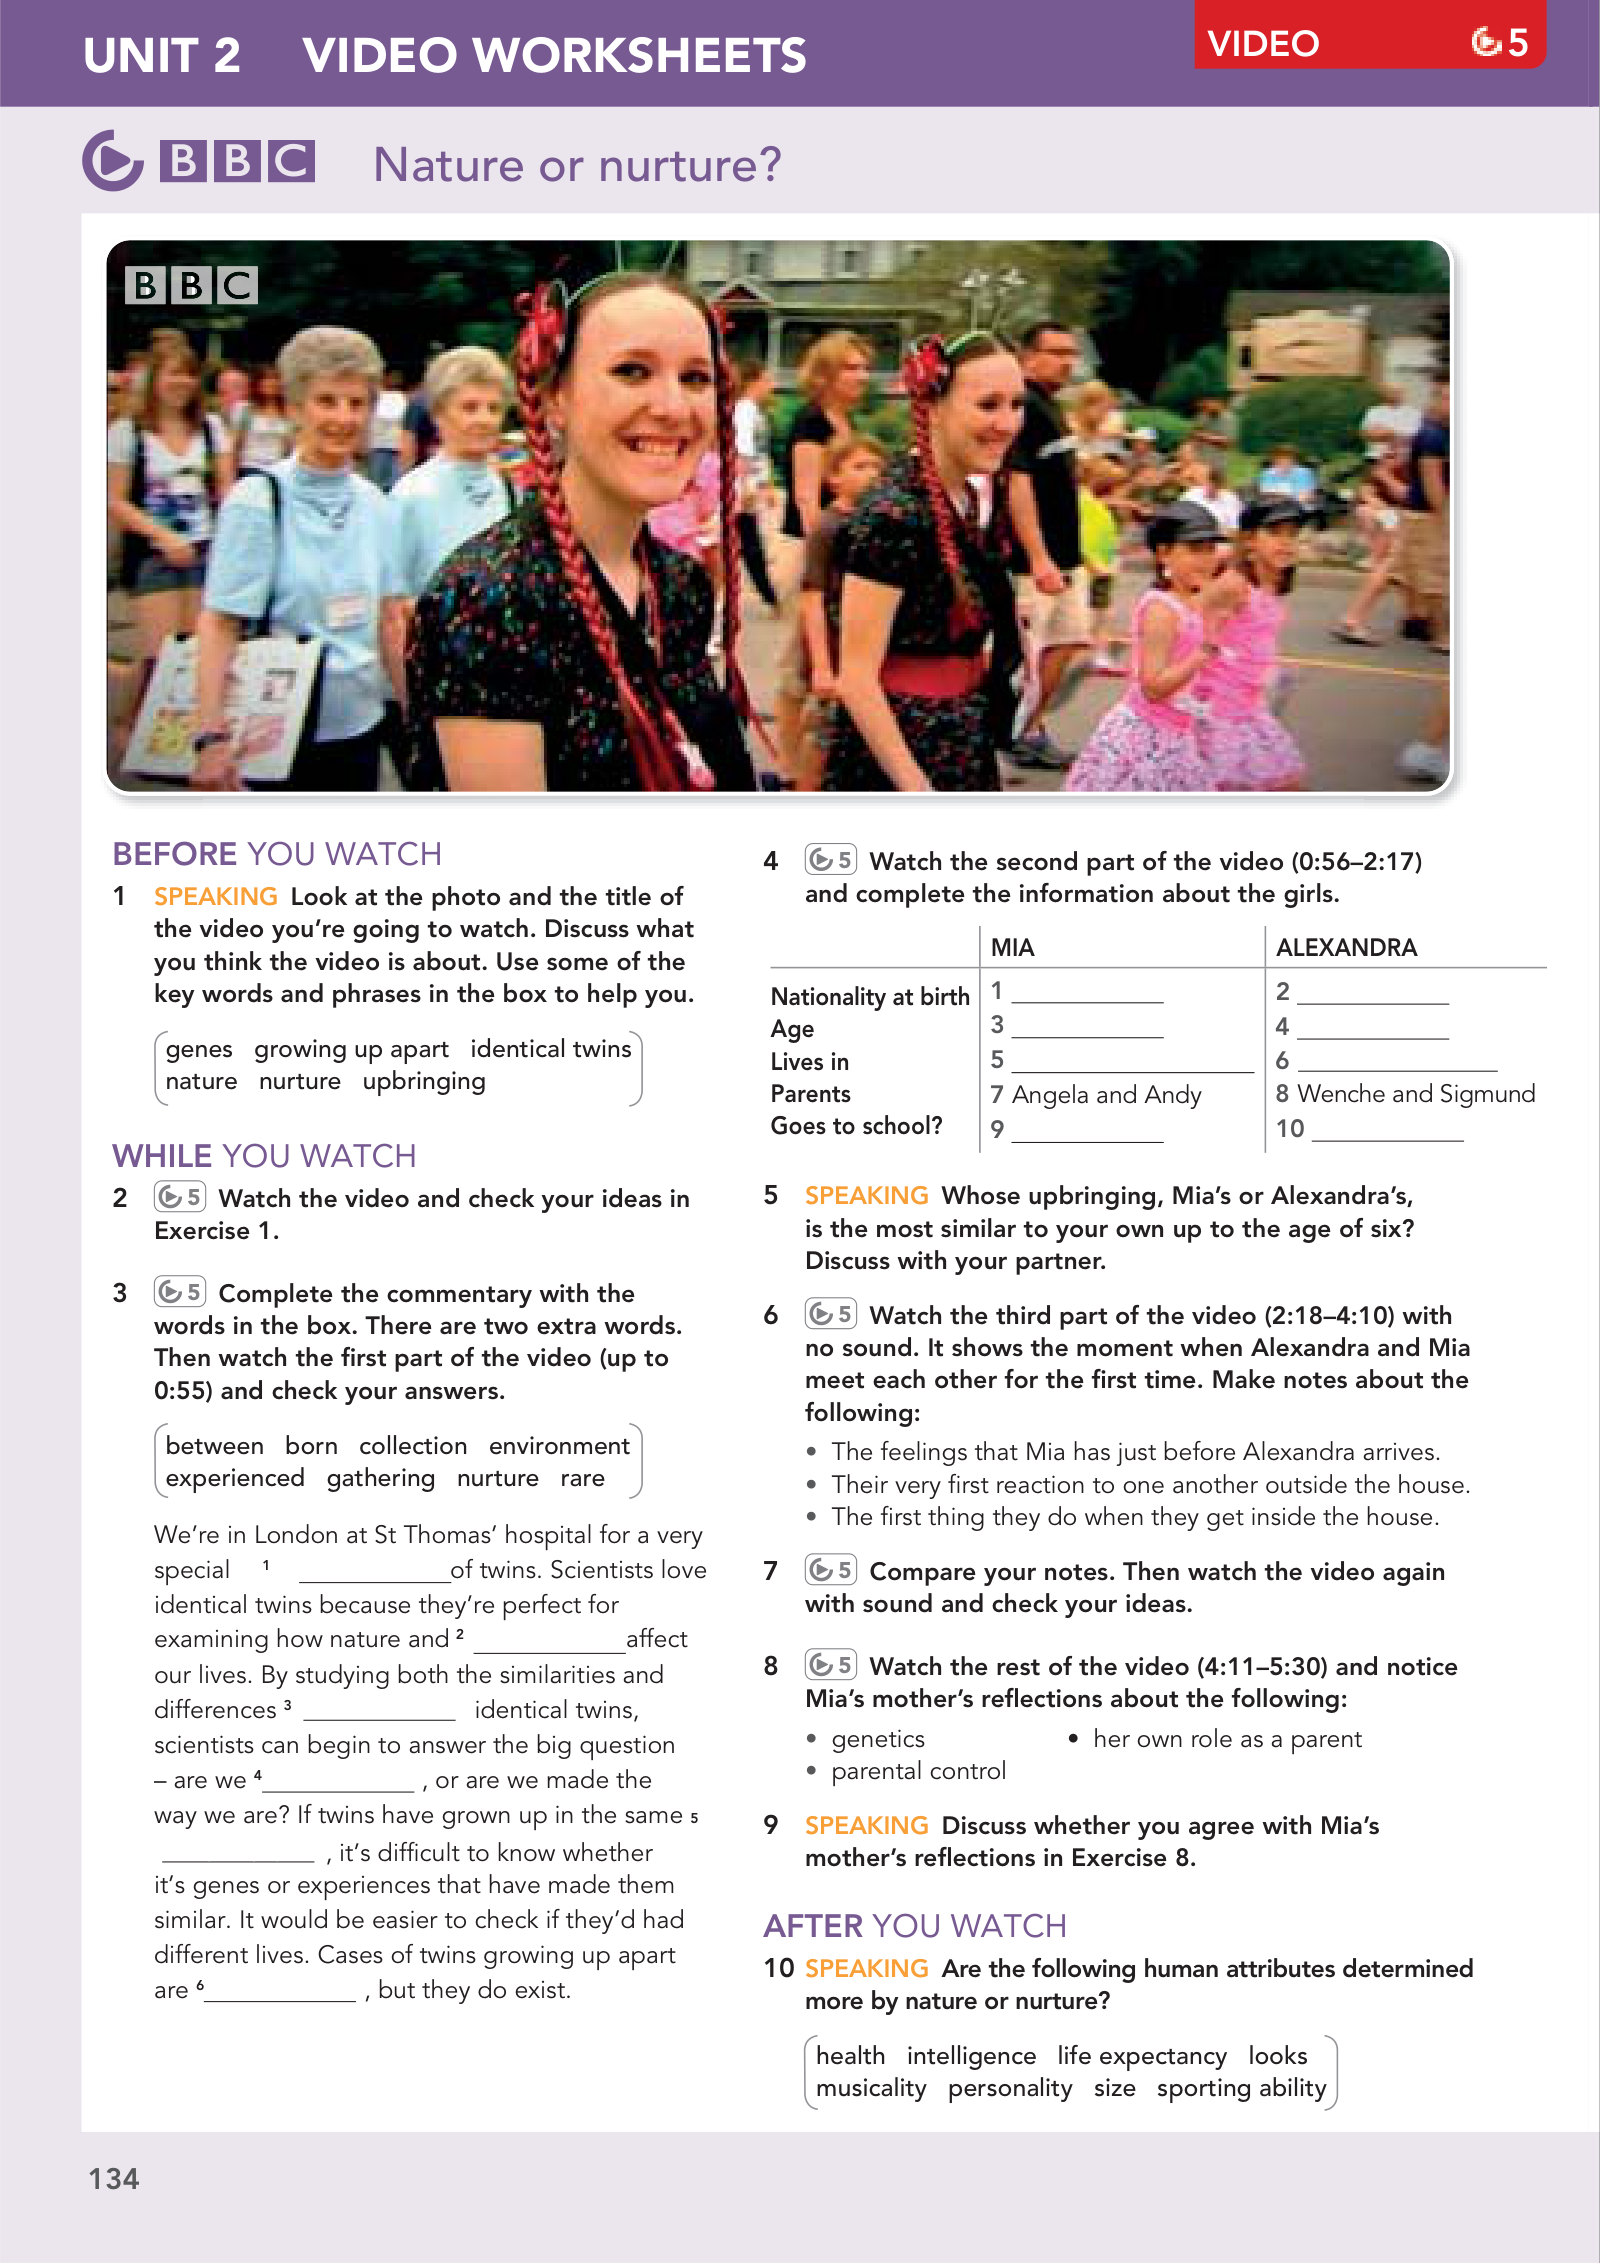 UNIT 2 VIDEO WORKSHEETS
VIDEO 5
BBC Nature or nurture?
BBC
BEFORE YOU WATCH
1 SPEAKING Look at the photo and the title of
the video you're going to watch. Discuss what
you think the video is about. Use some of the
key words and phrases in the box to help you.
genes growing up apart identical twins
nature nurture upbringing
WHILE YOU WATCH
2 5 Watch the video and check your ideas in
Exercise 1.
3 5 Complete the commentary with the
words in the box. There are two extra words.
Then watch the first part of the video (up to
0:55) and check your answers.
between born collection environment
experienced gathering nurture rare
We're in London at St Thomas' hospital for a very
special 1 ____________of twins. Scientists love
identical twins because they're perfect for
examining how nature and 2 ____________affect
our lives. By studying both the similarities and
differences 3 ____________ identical twins,
scientists can begin to answer the big question
– are we 4____________ , or are we made the
way we are? If twins have grown up in the same 5
____________ , it's difficult to know whether
it's genes or experiences that have made them
similar. It would be easier to check if they'd had
different lives. Cases of twins growing up apart
are 6____________ , but they do exist.
4 5 Watch the second part of the video (0:56–2:17)
and complete the information about the girls.
MIA ALEXANDRA
Nationality at birth 1 ____________ 2 ____________
Age 3 ____________ 4 ____________
Lives in 5 ____________________ 6 ________________
Parents 7 Angela and Andy 8 Wenche and Sigmund
Goes to school? 9 ____________ 10 ____________
5 SPEAKING Whose upbringing, Mia's or Alexandra's,
is the most similar to your own up to the age of six?
Discuss with your partner.
6 5 Watch the third part of the video (2:18–4:10) with
no sound. It shows the moment when Alexandra and Mia
meet each other for the first time. Make notes about the
following:
• The feelings that Mia has just before Alexandra arrives.
• Their very first reaction to one another outside the house.
• The first thing they do when they get inside the house.
7 5 Compare your notes. Then watch the video again
with sound and check your ideas.
8 5 Watch the rest of the video (4:11–5:30) and notice
Mia's mother's reflections about the following:
• genetics • her own role as a parent
• parental control
9 SPEAKING Discuss whether you agree with Mia's
mother's reflections in Exercise 8.
AFTER YOU WATCH
10 SPEAKING Are the following human attributes determined
more by nature or nurture?
health intelligence life expectancy looks
musicality personality size sporting ability
134